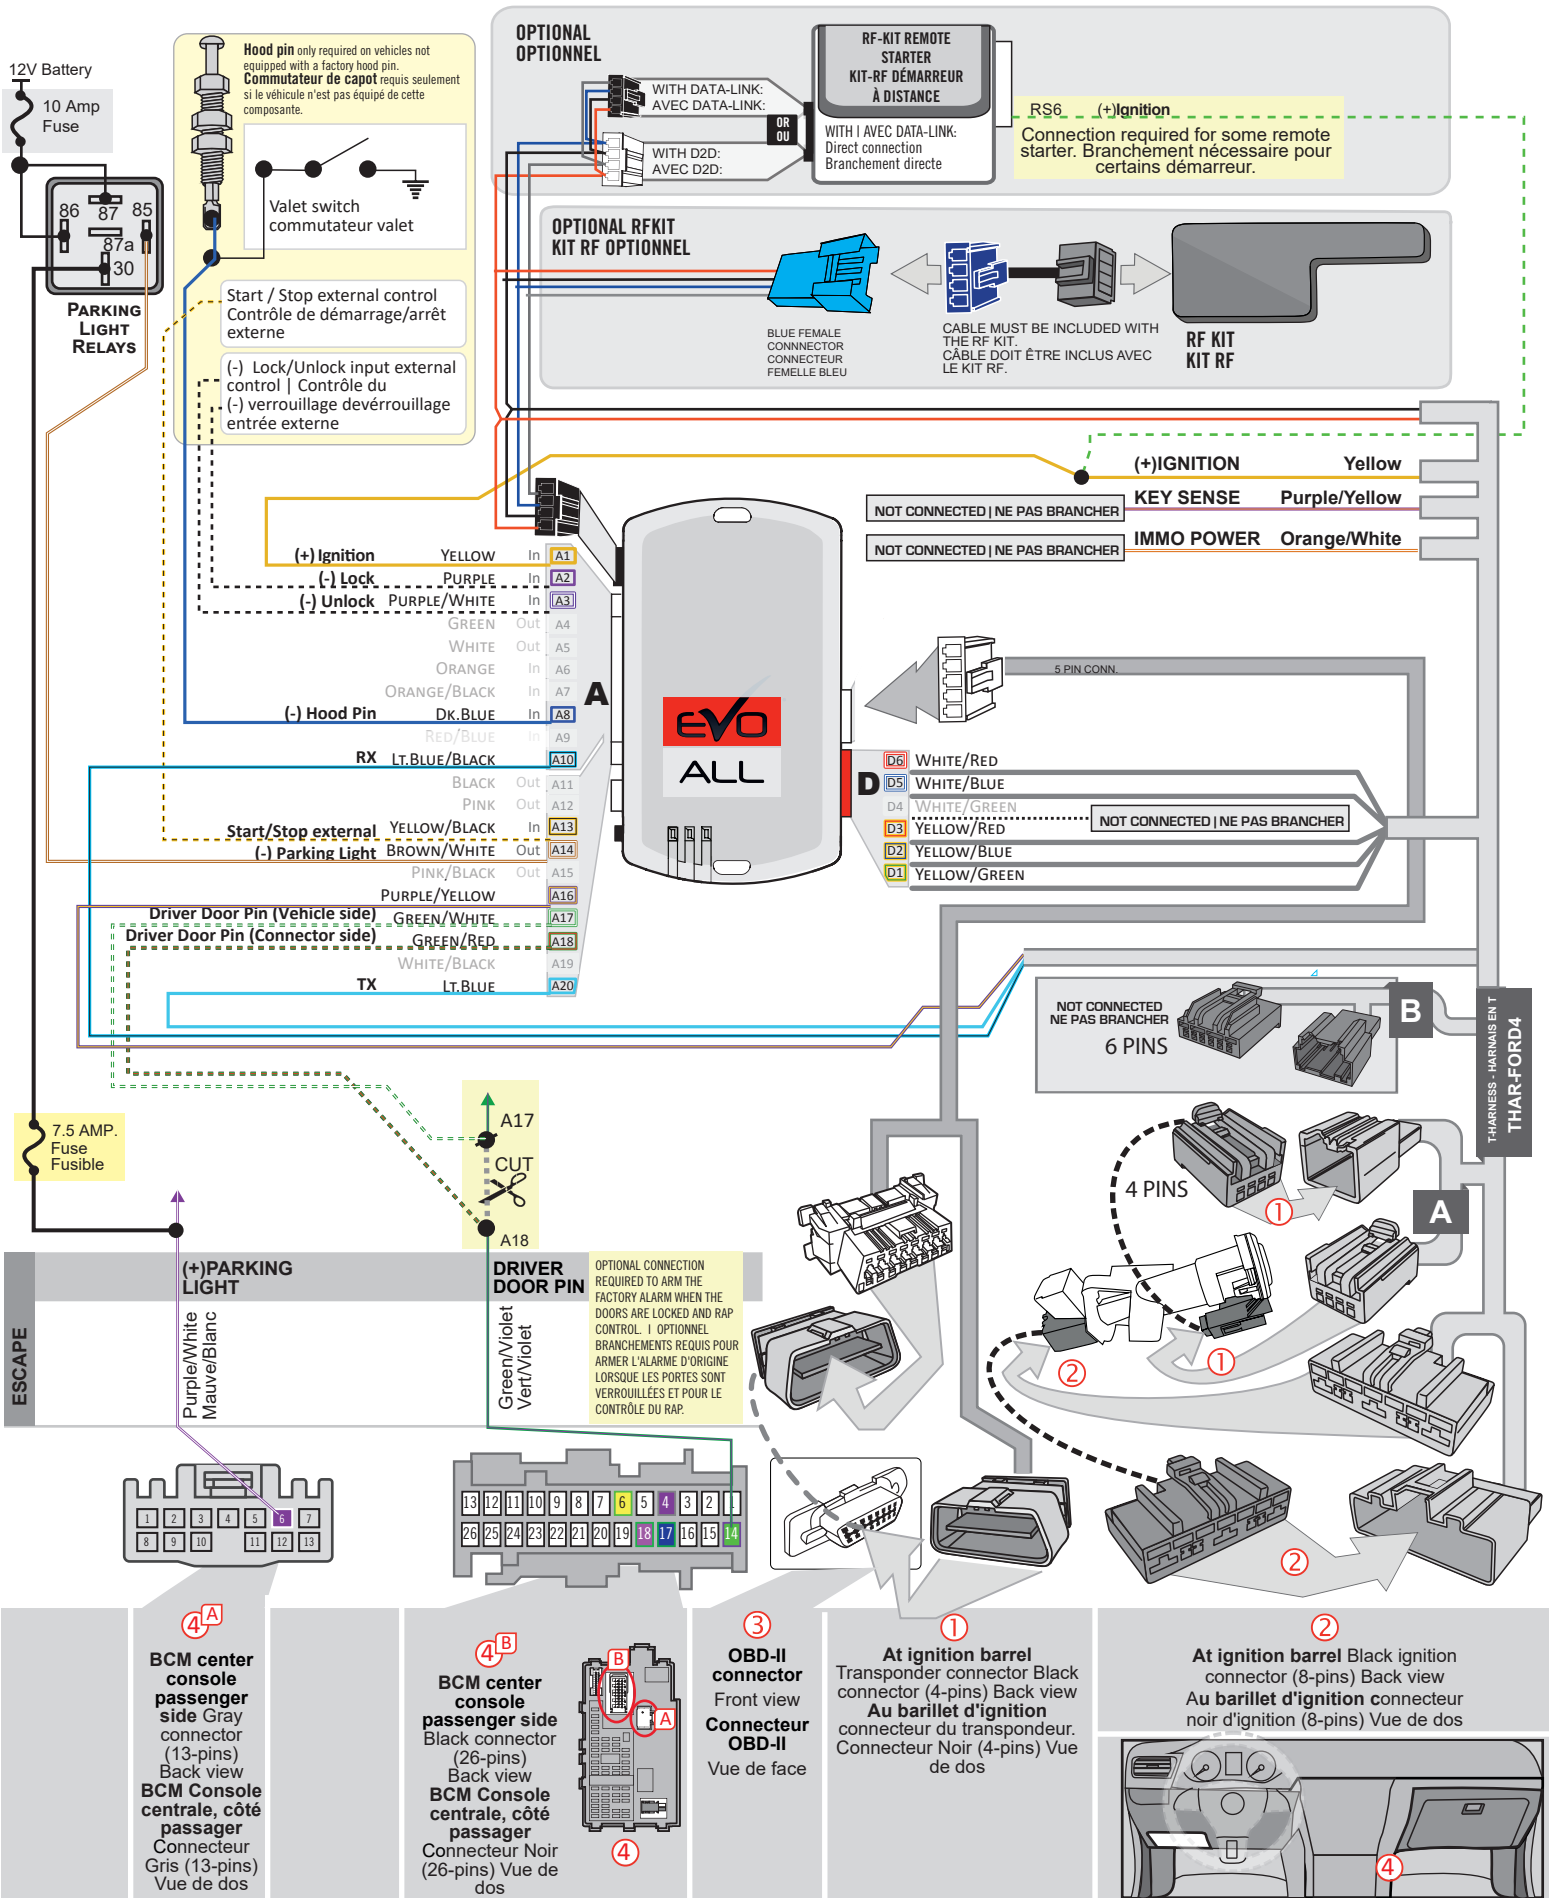 12V Battery
10 Amp
Fuse
86
87
85
87a
30
PARKING
LIGHT
RELAYS
Hood pin only required on vehicles not
equipped with a factory hood pin.
Commutateur de capot requis seulement
si le véhicule n'est pas équipé de cette
composante.
Valet switch
commutateur valet
Start / Stop external control
Contrôle de démarrage/arrêt
externe
(-) Lock/Unlock input external
control | Contrôle du
(-) verrouillage devérrouillage
entrée externe
OPTIONAL
OPTIONNEL
WITH DATA-LINK:
AVEC DATA-LINK:
OR
OU
WITH D2D:
AVEC D2D:
RF-KIT REMOTE
STARTER
KIT-RF DÉMARREUR
À DISTANCE
WITH I AVEC DATA-LINK:
Direct connection
Branchement directe
RS6 (+)Ignition
Connection required for some remote
starter. Branchement nécessaire pour
certains démarreur.
OPTIONAL RFKIT
KIT RF OPTIONNEL
BLUE FEMALE
CONNNECTOR
CONNECTEUR
FEMELLE BLEU
CABLE MUST BE INCLUDED WITH
THE RF KIT.
CÂBLE DOIT ÊTRE INCLUS AVEC
LE KIT RF.
RF KIT
KIT RF
(+)IGNITION Yellow
NOT CONNECTED | NE PAS BRANCHER KEY SENSE Purple/Yellow
NOT CONNECTED | NE PAS BRANCHER IMMO POWER Orange/White
(+) Ignition YELLOW In A1
(-) Lock PURPLE In A2
(-) Unlock PURPLE/WHITE In A3
GREEN Out A4
WHITE Out A5
ORANGE In A6
ORANGE/BLACK In A7
(-) Hood Pin DK.BLUE In A8
RED/BLUE In A9
RX LT.BLUE/BLACK A10
BLACK Out A11
PINK Out A12
Start/Stop external YELLOW/BLACK In A13
(-) Parking Light BROWN/WHITE Out A14
PINK/BLACK Out A15
PURPLE/YELLOW A16
Driver Door Pin (Vehicle side) GREEN/WHITE A17
Driver Door Pin (Connector side) GREEN/RED A18
WHITE/BLACK A19
TX LT.BLUE A20
A
EVO
ALL
5 PIN CONN.
D
D6 WHITE/RED
D5 WHITE/BLUE
D4 WHITE/GREEN
NOT CONNECTED | NE PAS BRANCHER
D3 YELLOW/RED
D2 YELLOW/BLUE
D1 YELLOW/GREEN
NOT CONNECTED
NE PAS BRANCHER
6 PINS
B
T-HARNESS - HARNAIS EN T
THAR-FORD4
4 PINS
1
A
2
1
2
7.5 AMP.
Fuse
Fusible
A17
CUT
A18
ESCAPE
(+)PARKING
LIGHT
Purple/White
Mauve/Blanc
DRIVER
DOOR PIN
Green/Violet
Vert/Violet
OPTIONAL CONNECTION
REQUIRED TO ARM THE
FACTORY ALARM WHEN THE
DOORS ARE LOCKED AND RAP
CONTROL. I OPTIONNEL
BRANCHEMENTS REQUIS POUR
ARMER L'ALARME D'ORIGINE
LORSQUE LES PORTES SONT
VERROUILLÉES ET POUR LE
CONTRÔLE DU RAP.
1 2 3 4 5 6 7
8 9 10 11 12 13
13 12 11 10 9 8 7 6 5 4 3 2 1
26 25 24 23 22 21 20 19 18 17 16 15 14
4 A
BCM center
console
passenger
side Gray
connector
(13-pins)
Back view
BCM Console
centrale, côté
passager
Connecteur
Gris (13-pins)
Vue de dos
4 B
BCM center
console
passenger side
Black connector
(26-pins)
Back view
BCM Console
centrale, côté
passager
Connecteur Noir
(26-pins) Vue de
dos
B
A
4
3
OBD-II
connector
Front view
Connecteur
OBD-II
Vue de face
1
At ignition barrel
Transponder connector Black
connector (4-pins) Back view
Au barillet d'ignition
connecteur du transpondeur.
Connecteur Noir (4-pins) Vue
de dos
2
At ignition barrel Black ignition
connector (8-pins) Back view
Au barillet d'ignition connecteur
noir d'ignition (8-pins) Vue de dos
4